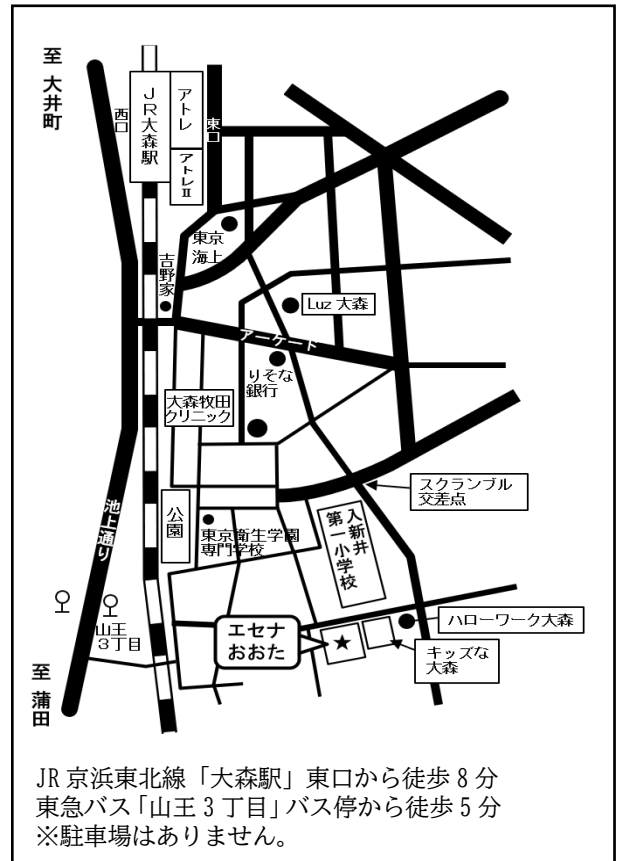 至 大井町
西口
JR大森駅
アトレ
アトレⅡ
東口
東京
海上
吉野家
Luz 大森
アーケード
りそな
銀行
大森牧田
クリニック
スクランブル
交差点
池上通り
公園
東京衛生学園
専門学校
入新井
第一小学校
山王
3丁目
エセナ
おおた
★
ハローワーク大森
キッズな
大森
至 蒲田
JR 京浜東北線「大森駅」東口から徒歩 8 分
東急バス「山王 3 丁目」バス停から徒歩 5 分
※駐車場はありません。